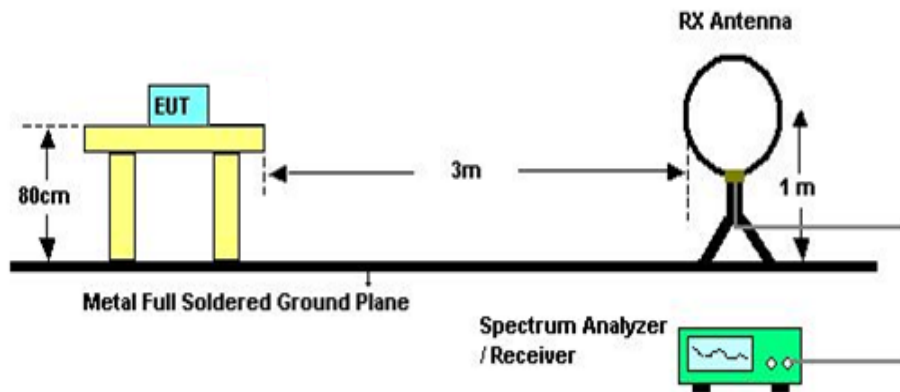 RX Antenna
EUT
3m
80cm
1 m
Metal Full Soldered Ground Plane
Spectrum Analyzer
/ Receiver